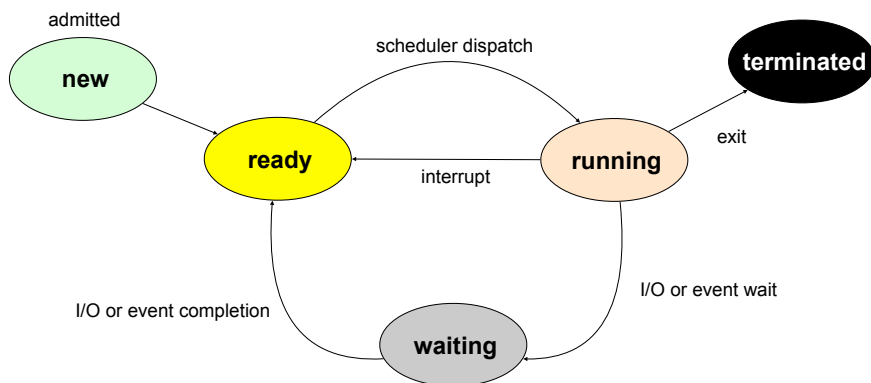 admitted
new
scheduler dispatch
terminated
ready
running
exit
interrupt
I/O or event completion
I/O or event wait
waiting